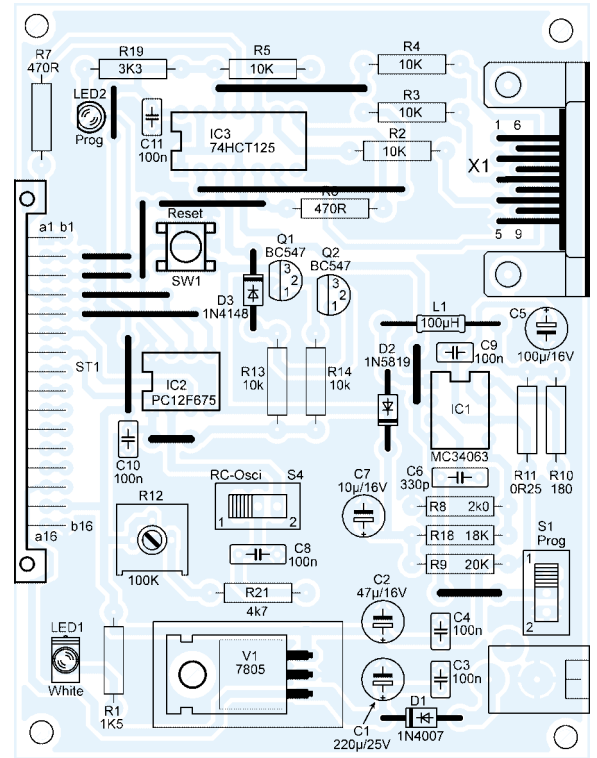 R7
470R
R19
3K3
R5
10K
R4
10K
LED2
Prog
C11
100n
IC3
74HCT125
R3
10K
R2
10K
1 6
X1
5 9
a1 b1
Reset
SW1
470R
Q1
BC547
3
2
1
Q2
BC547
3
2
1
D3
1N4148
L1
100µH
C5
+
100µ/16V
ST1
IC2
PC12F675
R13
10k
R14
10k
D2
1N5819
C9
100n
IC1
MC34063
C10
100n
R11
0R25
R10
180
RC-Osci
S4
1
2
C7
10µ/16V
+
C6
330p
R8 2k0
R18 18K
R9 20K
R12
100K
a16
b16
C8
100n
S1
Prog
1
2
R21
4k7
C2
47µ/16V
+
C4
100n
LED1
White
R1
1K5
V1
7805
C3
100n
+
C1
220µ/25V
D1
1N4007